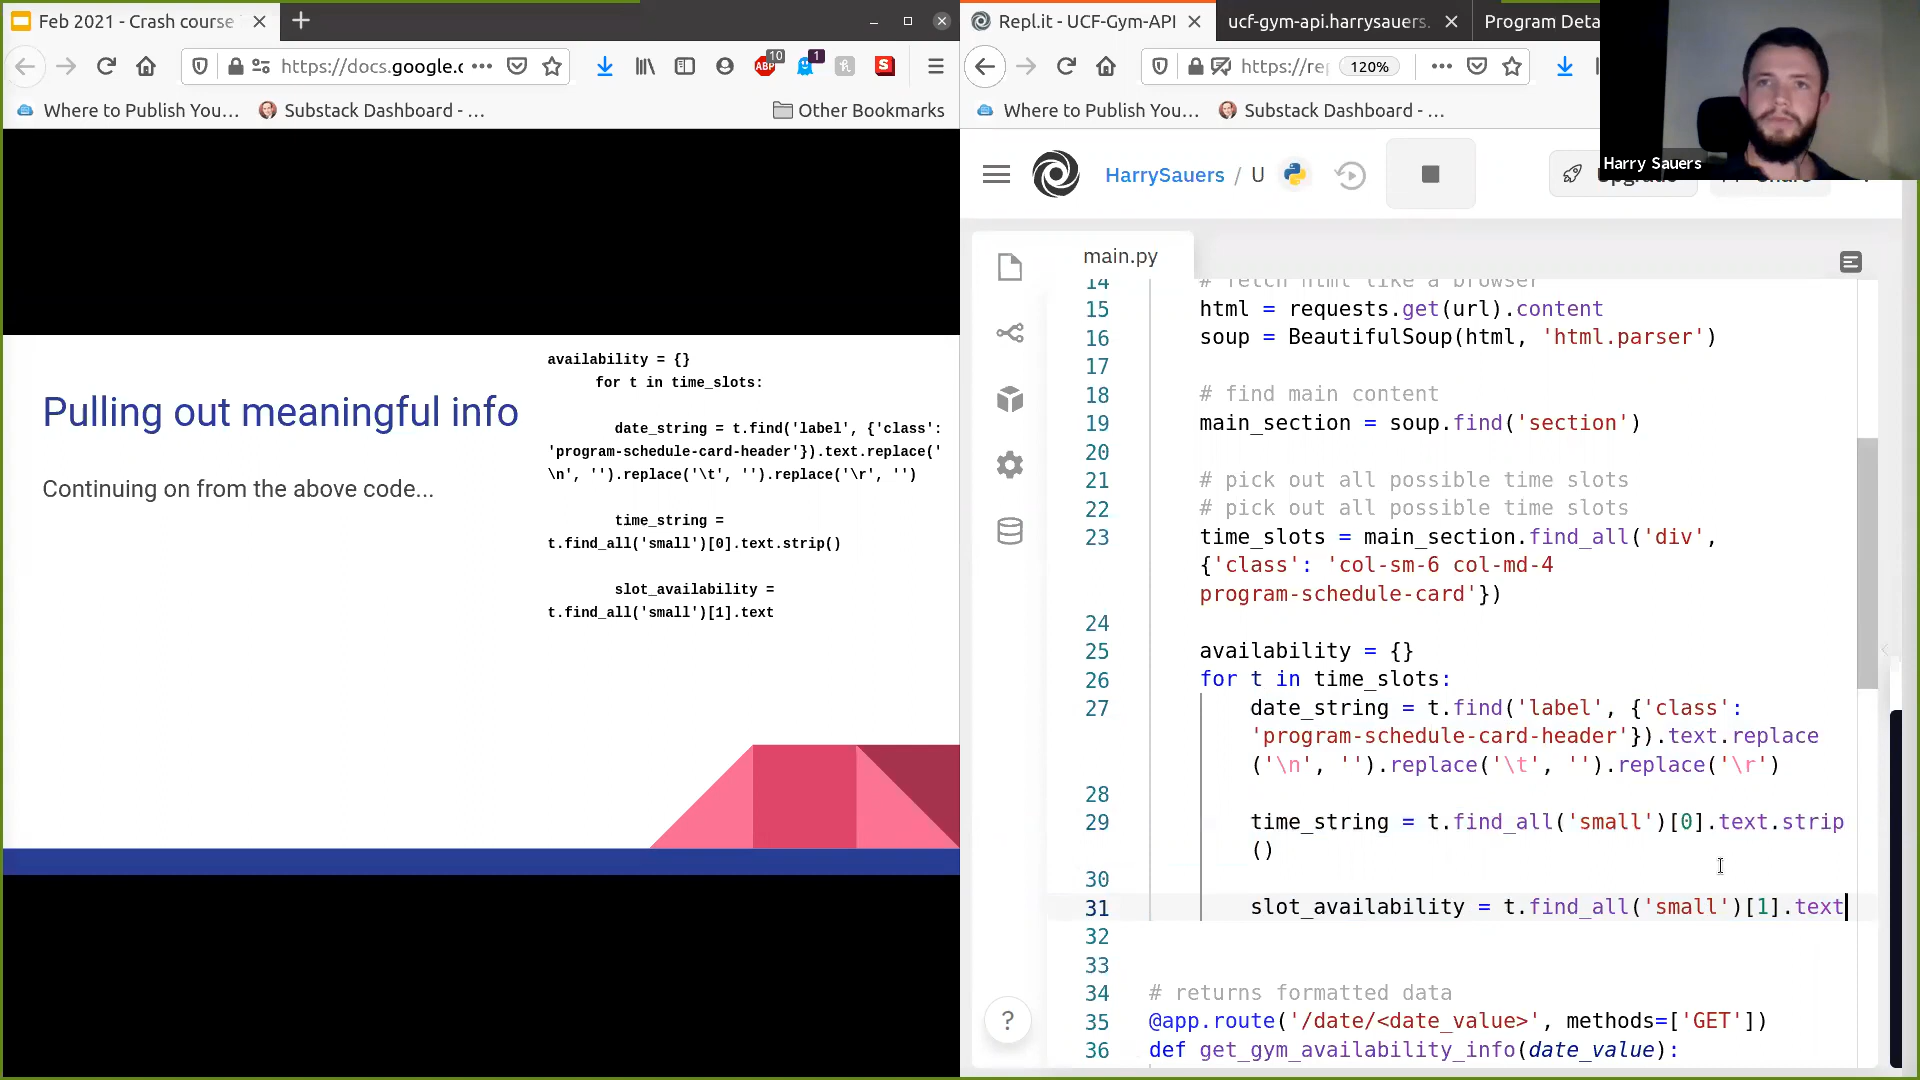 Feb 2021 - Crash course
https://docs.google.c
10
1
Where to Publish You...
Substack Dashboard - ...
Other Bookmarks
Pulling out meaningful info
Continuing on from the above code...
availability = {}
for t in time_slots:
date_string = t.find('label', {'class':
'program-schedule-card-header'}).text.replace('
\n', '').replace('\t', '').replace('\r', '')
time_string =
t.find_all('small')[0].text.strip()
slot_availability =
t.find_all('small')[1].text
Repl.it - UCF-Gym-API
ucf-gym-api.harrysauers.
Program Deta
https://rep
120%
Where to Publish You...
Substack Dashboard - ...
Harry Sauers
HarrySauers / U
main.py
14 # fetch html like a browser
15 html = requests.get(url).content
16 soup = BeautifulSoup(html, 'html.parser')
17
18 # find main content
19 main_section = soup.find('section')
20
21 # pick out all possible time slots
22 # pick out all possible time slots
23 time_slots = main_section.find_all('div',
{'class': 'col-sm-6 col-md-4
program-schedule-card'})
24
25 availability = {}
26 for t in time_slots:
27 date_string = t.find('label', {'class':
'program-schedule-card-header'}).text.replace
('\n', '').replace('\t', '').replace('\r')
28
29 time_string = t.find_all('small')[0].text.strip
()
30
31 slot_availability = t.find_all('small')[1].text
32
33
34 # returns formatted data
35 @app.route('/date/<date_value>', methods=['GET'])
36 def get_gym_availability_info(date_value):
?